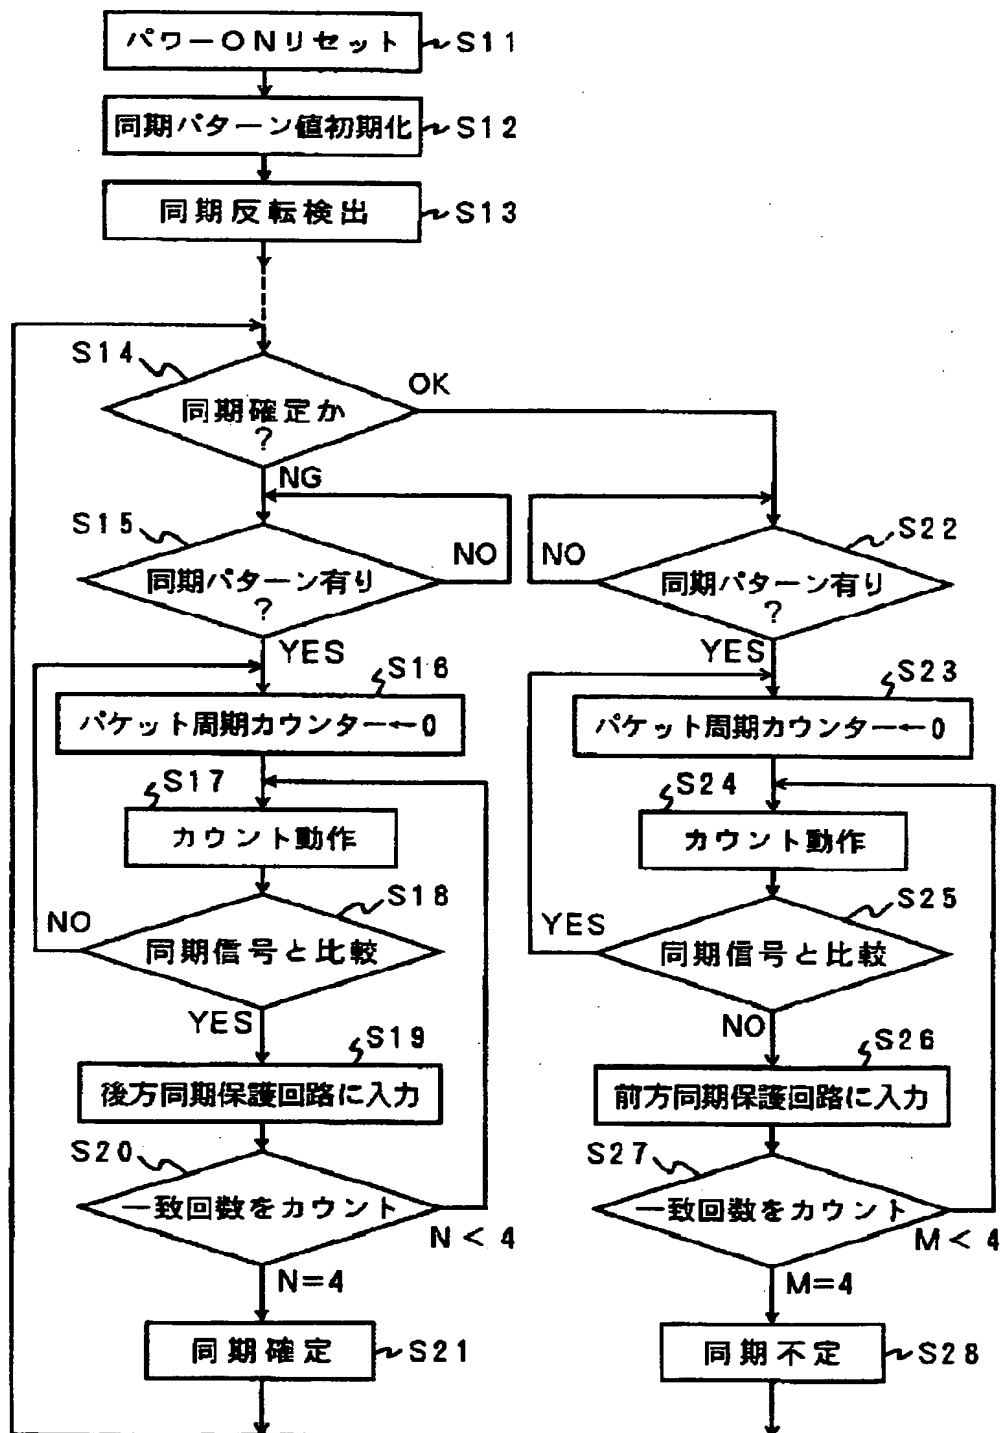 パワーONリセット
S11
同期パターン値初期化
S12
同期反転検出
S13
S14
同期確定か
?
OK
NG
S15
同期パターン有り
?
NO
YES
S16
パケット周期カウンター←0
S17
カウント動作
S18
同期信号と比較
NO
YES
S19
後方同期保護回路に入力
S20
一致回数をカウント
N<4
N=4
同期確定
S21
S22
同期パターン有り
?
NO
YES
S23
パケット周期カウンター←0
S24
カウント動作
S25
同期信号と比較
YES
NO
S26
前方同期保護回路に入力
S27
一致回数をカウント
M<4
M=4
同期不定
S28